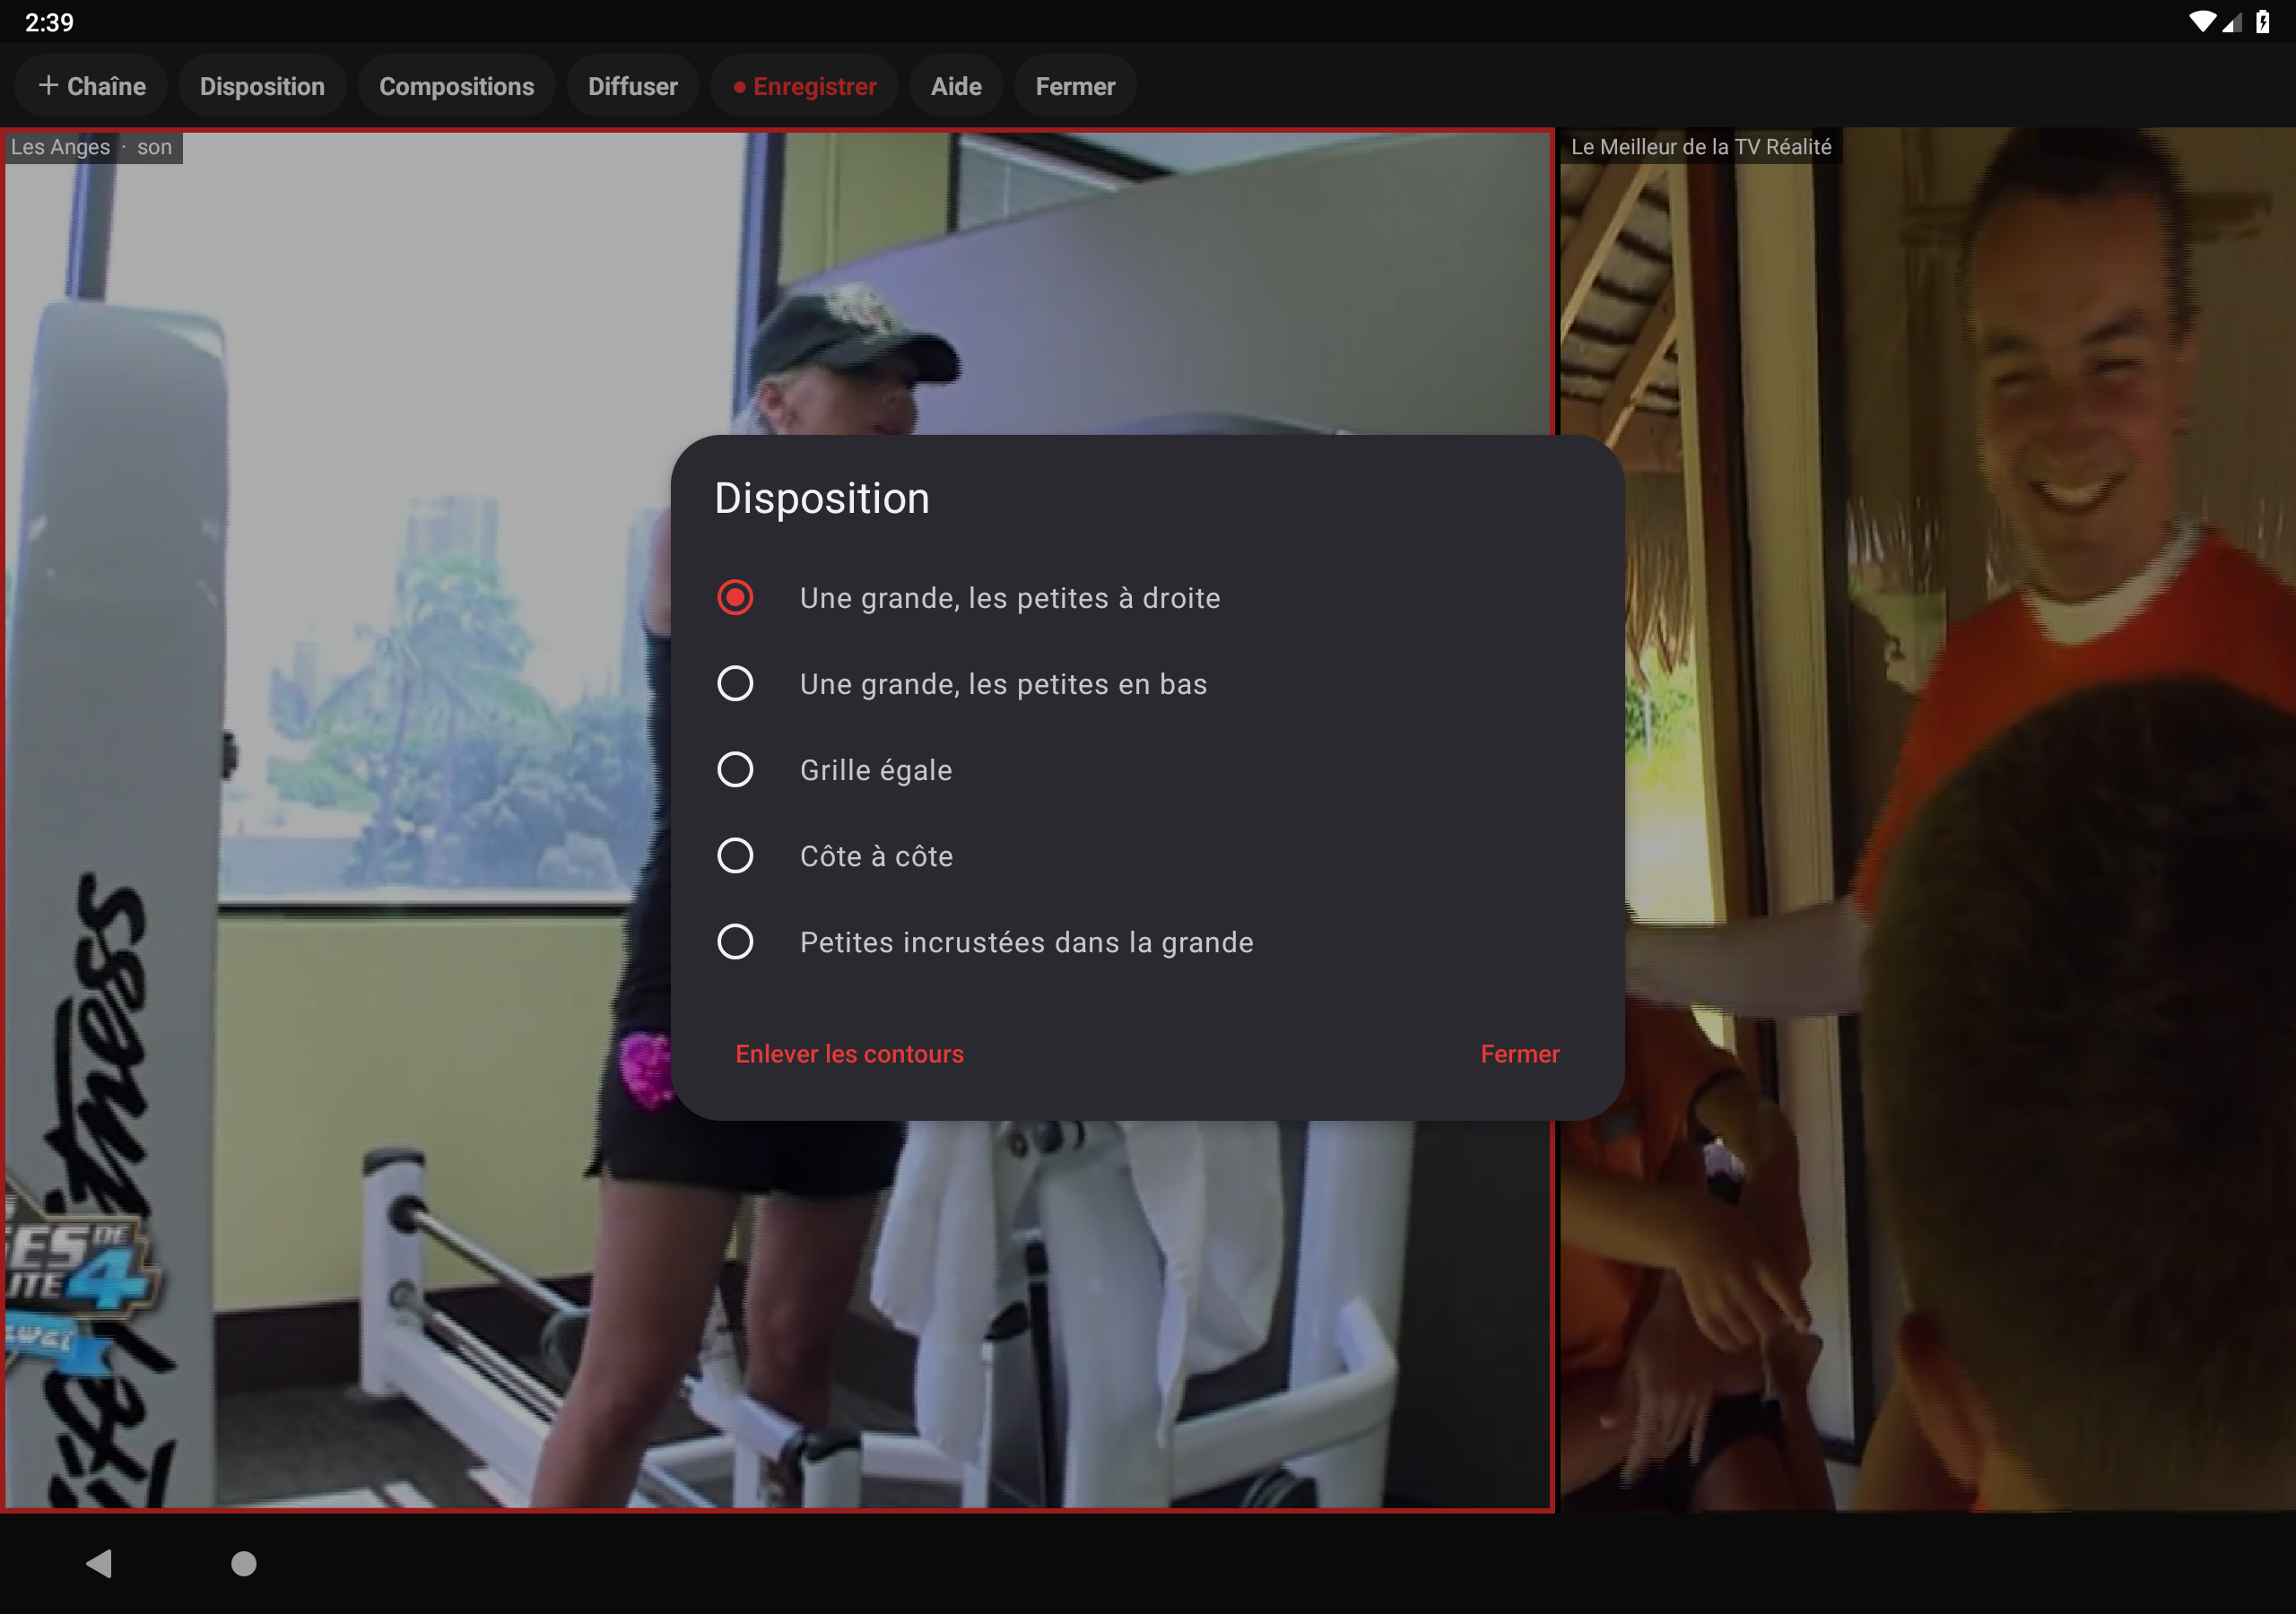 2:39
+ Chaîne Disposition Compositions Diffuser Enregistrer Aide Fermer
Les Anges · son
Le Meilleur de la TV Réalité
Disposition
Une grande, les petites à droite
Une grande, les petites en bas
Grille égale
Côte à côte
Petites incrustées dans la grande
Enlever les contours
Fermer
DE
4